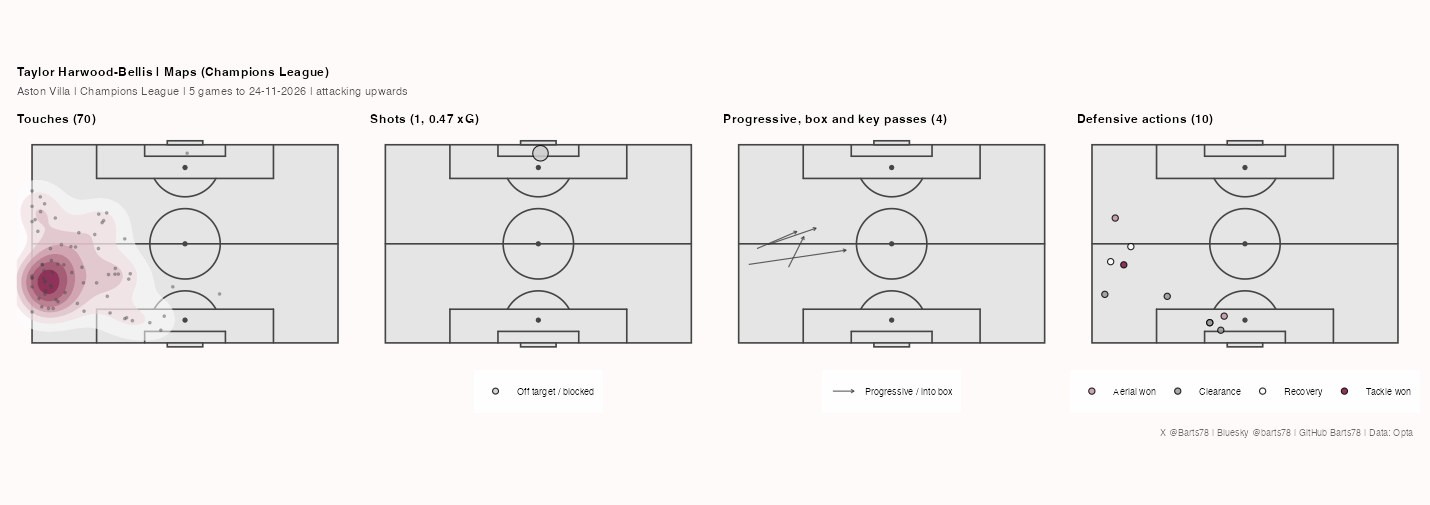 Taylor Harwood-Bellis | Maps (Champions League)
Aston Villa | Champions League | 5 games to 24-11-2026 | attacking upwards
Touches (70)
Shots (1, 0.47 xG)
Progressive, box and key passes (4)
Defensive actions (10)
Off target / blocked
Progressive / into box
Aerial won
Clearance
Recovery
Tackle won
X @Barts78 | Bluesky @barts78 | GitHub Barts78 | Data: Opta